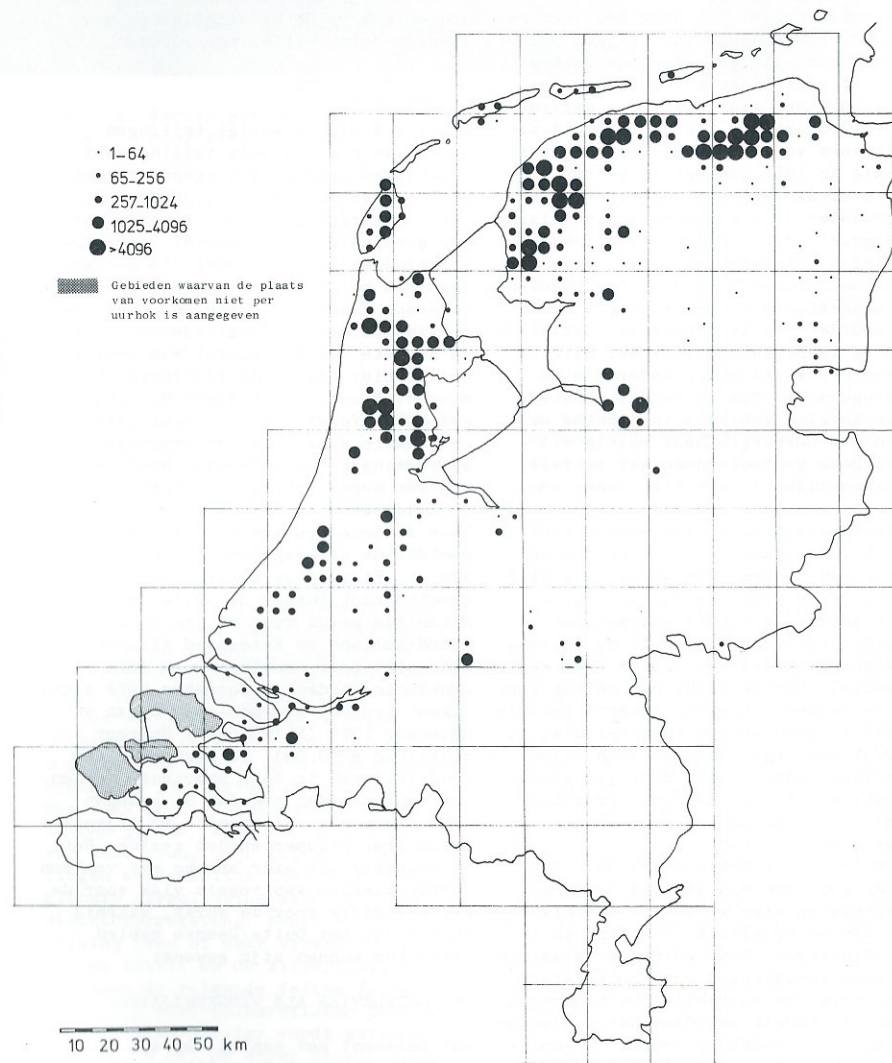 1–64
65–256
257–1024
1025–4096
>4096
Gebieden waarvan de plaats
van voorkomen niet per
uurhok is aangegeven
10 20 30 40 50 km